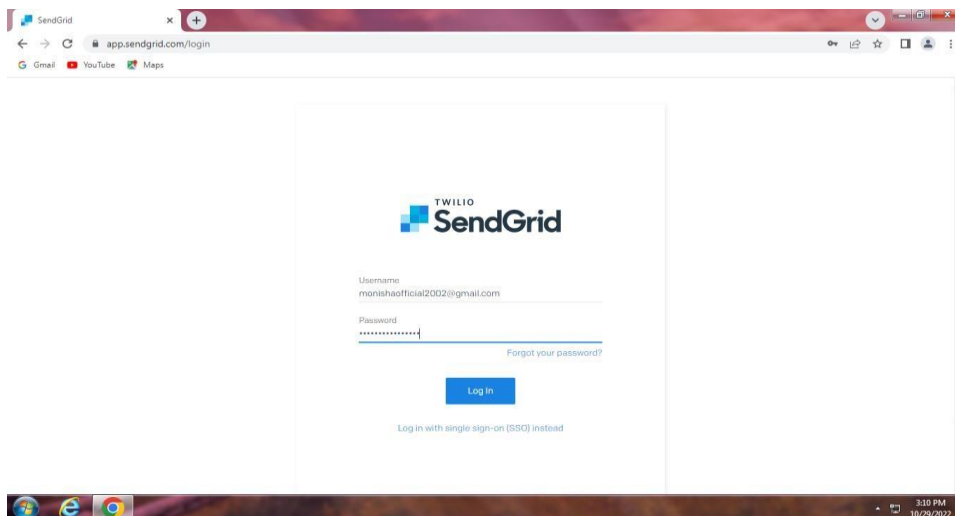 SendGrid
app.sendgrid.com/login
Gmail YouTube Maps
TWILIO
SendGrid
Username
monishaofficial2002@gmail.com
Password
••••••••••••••••
Forgot your password?
Log In
Log in with single sign-on (SSO) instead
3:10 PM
10/29/2022